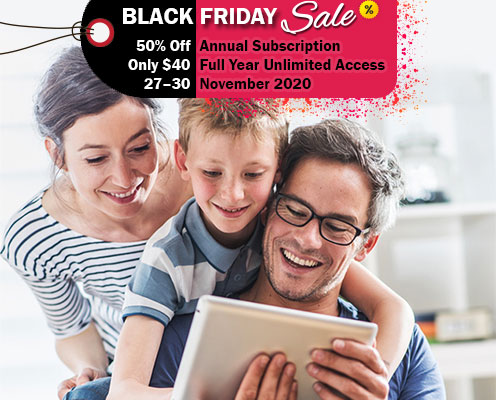 BLACK FRIDAY Sale %
50% Off Annual Subscription
Only $40 Full Year Unlimited Access
27–30 November 2020